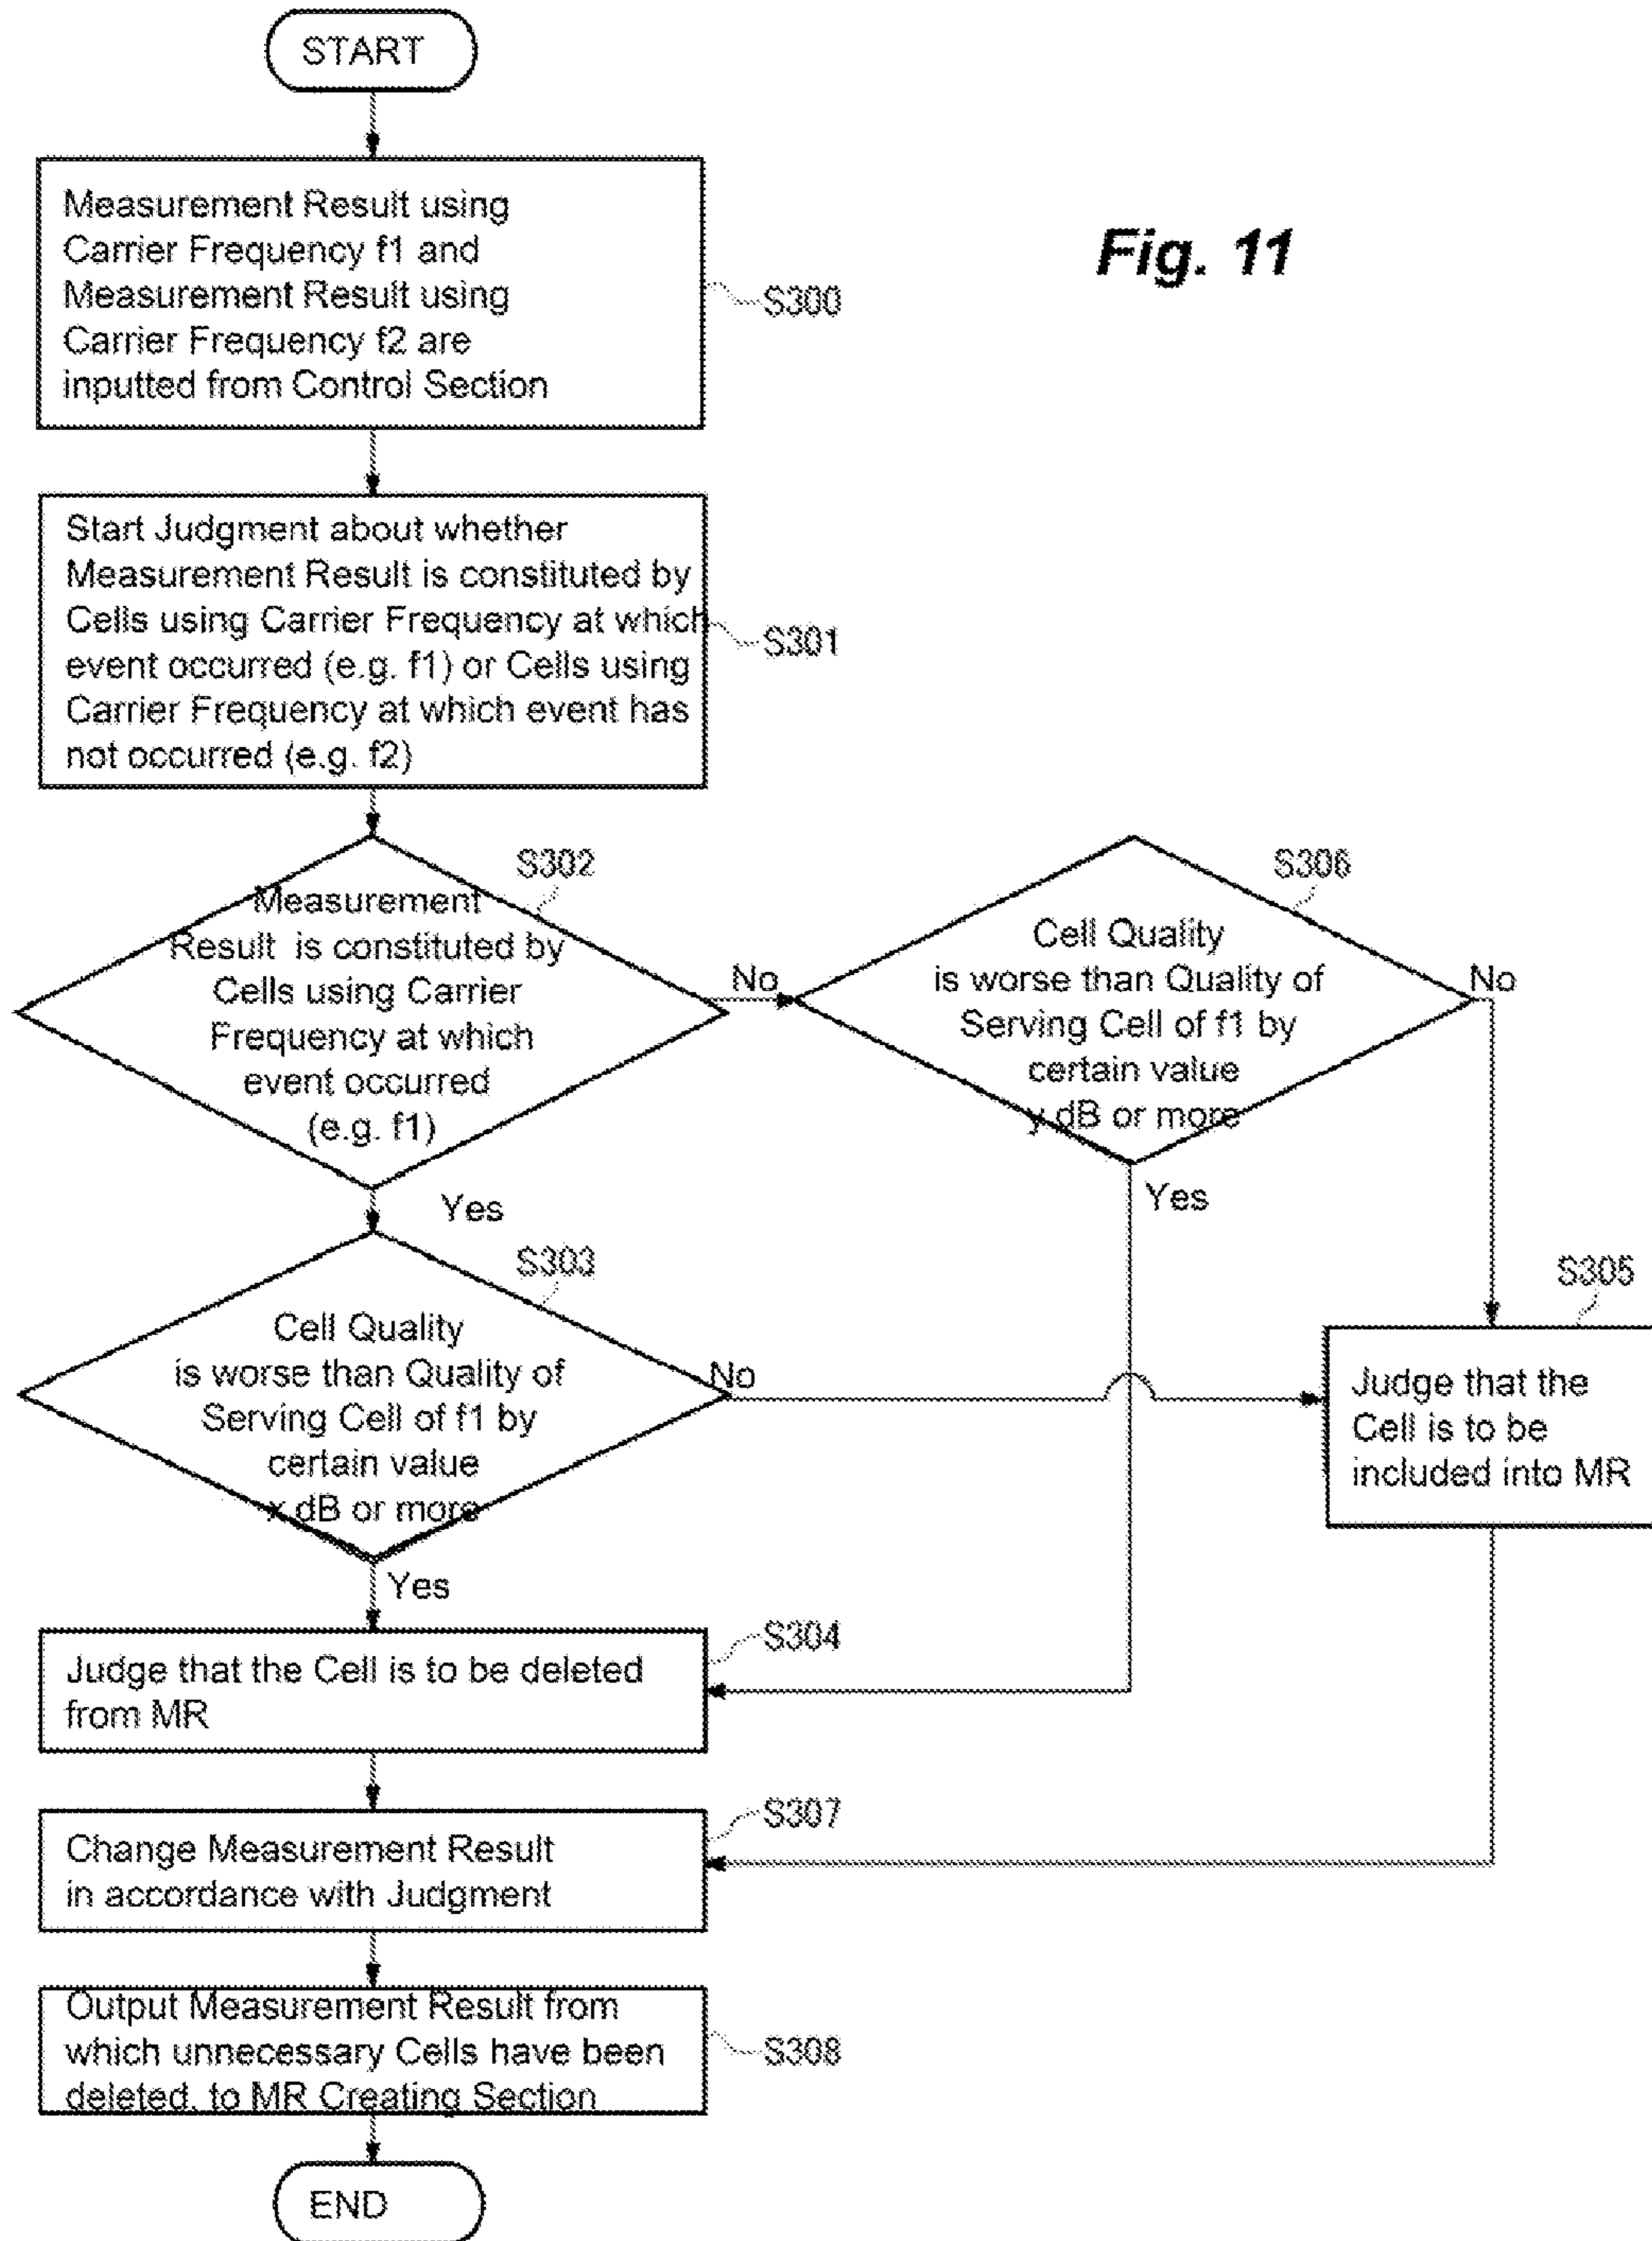 START
Fig. 11
Measurement Result using
Carrier Frequency f1 and
Measurement Result using
Carrier Frequency f2 are
inputted from Control Section
S300
Start Judgment about whether
Measurement Result is constituted by
Cells using Carrier Frequency at which
event occurred (e.g. f1) or Cells using
Carrier Frequency at which event has
not occurred (e.g. f2)
S301
S302
Measurement
Result is constituted by
Cells using Carrier
Frequency at which
event occurred
(e.g. f1)
No
Yes
S306
Cell Quality
is worse than Quality of
Serving Cell of f1 by
certain value
y dB or more
No
Yes
S303
Cell Quality
is worse than Quality of
Serving Cell of f1 by
certain value
x dB or more
No
Yes
S305
Judge that the
Cell is to be
included into MR
Judge that the Cell is to be deleted
from MR
S304
Change Measurement Result
in accordance with Judgment
S307
Output Measurement Result from
which unnecessary Cells have been
deleted, to MR Creating Section
S308
END